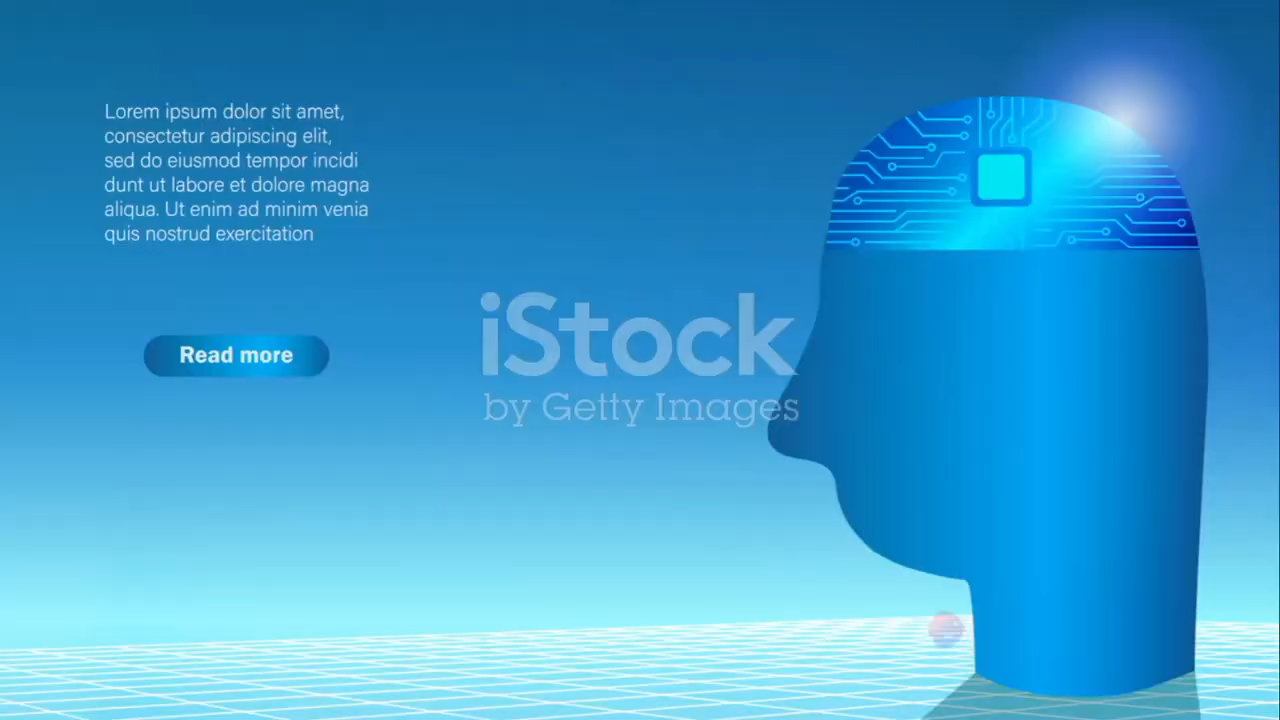 Lorem ipsum dolor sit amet,
consectetur adipiscing elit,
sed do eiusmod tempor incidi
dunt ut labore et dolore magna
aliqua. Ut enim ad minim venia
quis nostrud exercitation
Read more
iStock
by Getty Images